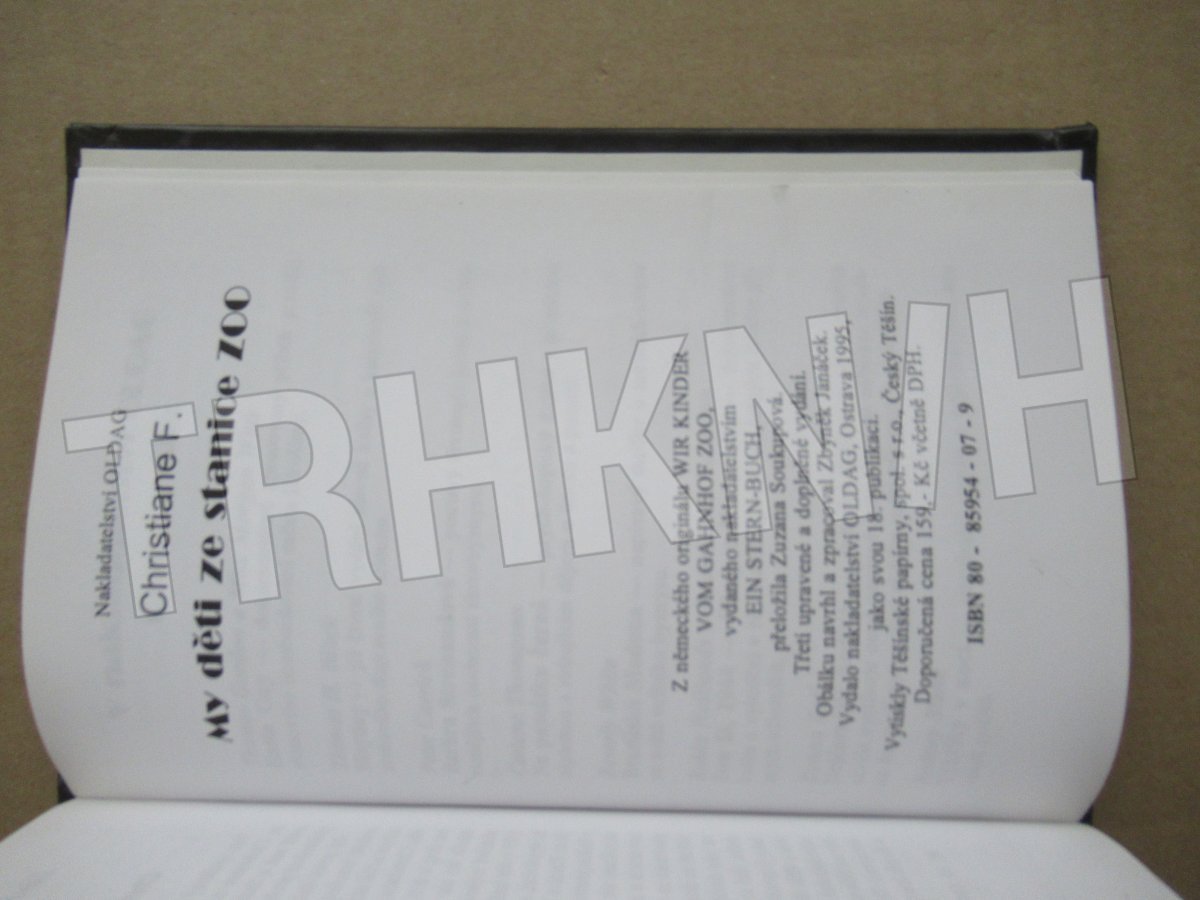 Nakladatelství OLDAG
Christiane F.
My děti ze stanice ZOO
Z německého originálu WIR KINDER
VOM GAHNHOF ZOO,
vydaného nakladatelstvím
EIN STERN-BUCH,
přeložila Zuzana Soukupová.
Třetí upravené a doplněné vydání.
Obálku navrhl a zpracoval Zbyněk Janáček.
Vydalo nakladatelství OLDAG, Ostrava 1995,
jako svou 18. publikaci.
Vytiskly Těšínské papírny, spol. s r.o., Český Těšín.
Doporučená cena 159,- Kč včetně DPH.
ISBN 80 - 85954 - 07 - 9
TRHKNIH